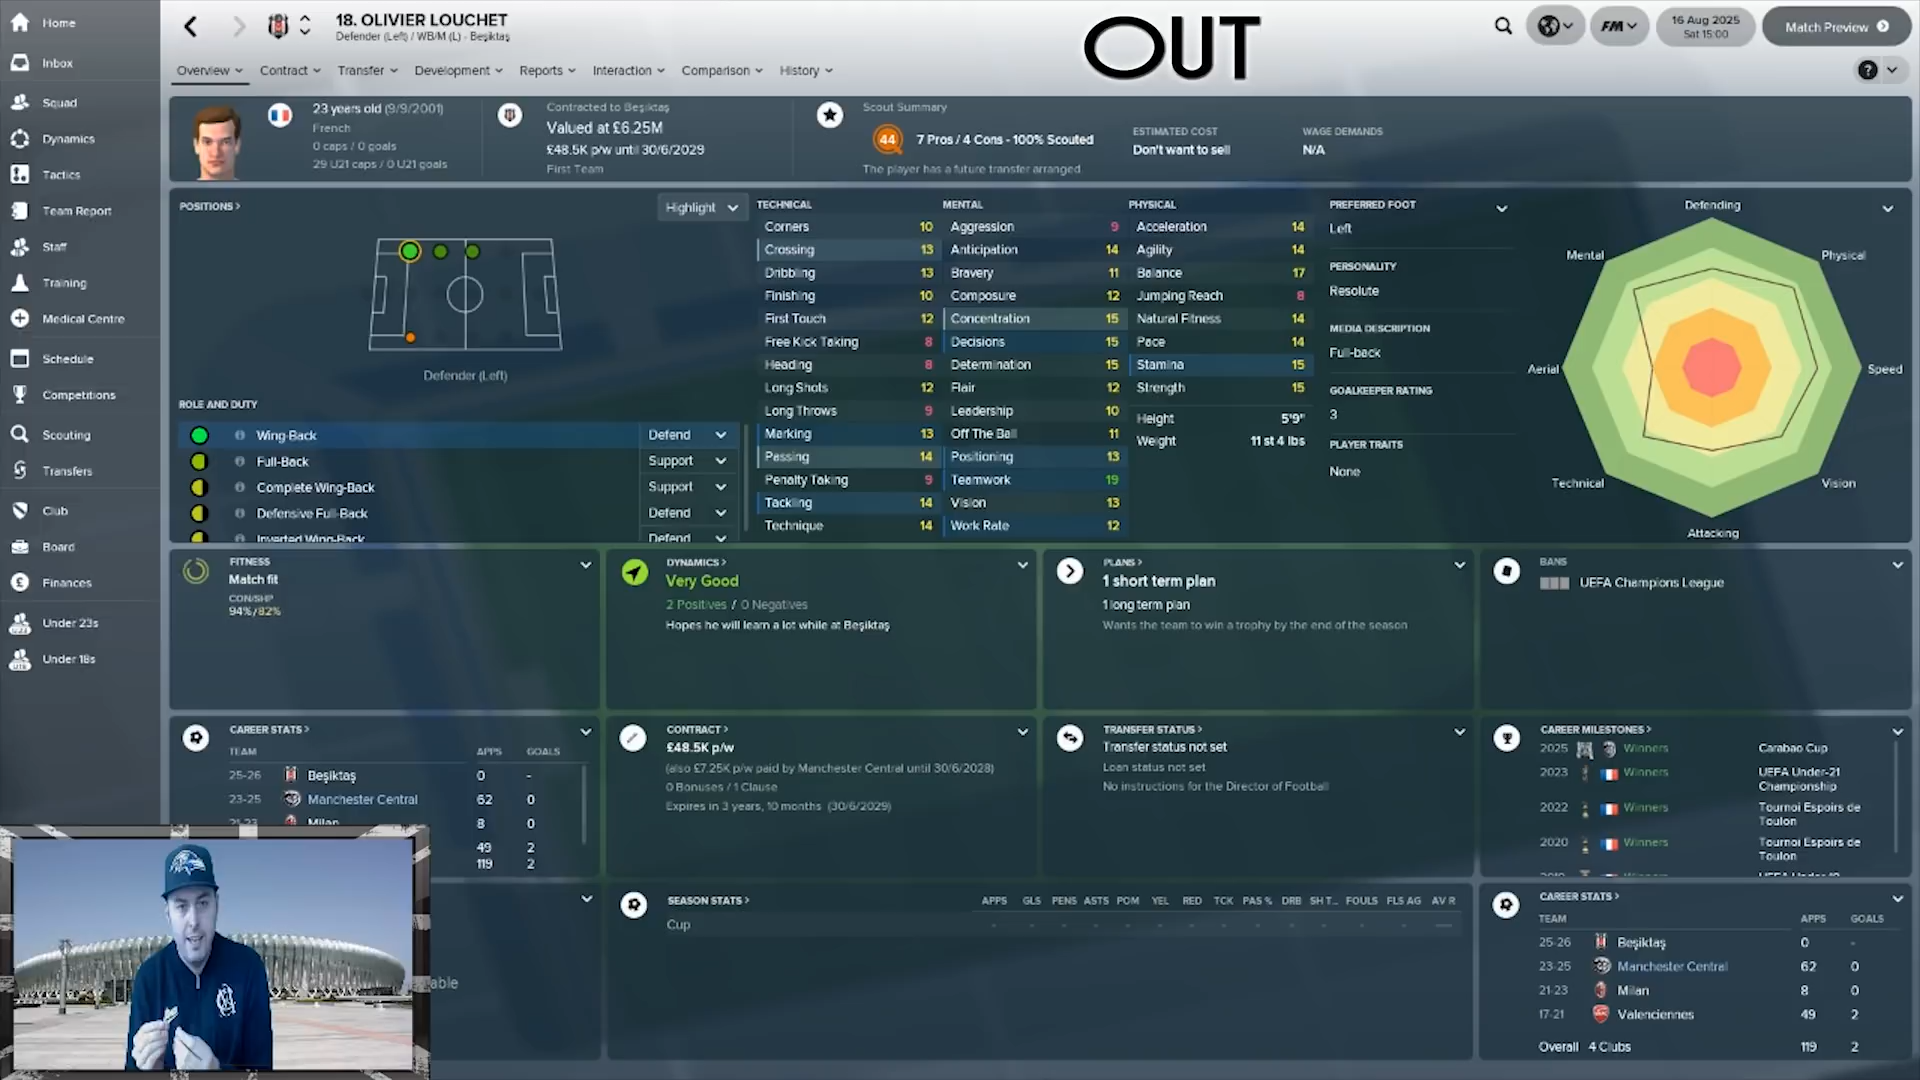 Home
Inbox
Squad
Dynamics
Tactics
Team Report
Staff
Training
Medical Centre
Schedule
Competitions
Scouting
Transfers
Club
Board
Finances
Under 23s
Under 18s
18. OLIVIER LOUCHET
Defender (Left) / WB/M (L) - Beşiktaş
OUT
FM
16 Aug 2025
Sat 15:00
Match Preview
Overview
Contract
Transfer
Development
Reports
Interaction
Comparison
History
23 years old (9/9/2001)
French
0 caps / 0 goals
29 U21 caps / 0 U21 goals
Contracted to Beşiktaş
Valued at £6.25M
£48.5K p/w until 30/6/2029
First Team
Scout Summary
44
7 Pros / 4 Cons - 100% Scouted
The player has a future transfer arranged.
ESTIMATED COST
Don't want to sell
WAGE DEMANDS
N/A
POSITIONS >
Highlight
Defender (Left)
ROLE AND DUTY
Wing-Back Defend
Full-Back Support
Complete Wing-Back Support
Defensive Full-Back Defend
Inverted Wing-Back Defend
TECHNICAL
Corners 10
Crossing 13
Dribbling 13
Finishing 10
First Touch 12
Free Kick Taking 8
Heading 8
Long Shots 12
Long Throws 9
Marking 13
Passing 14
Penalty Taking 9
Tackling 14
Technique 14
MENTAL
Aggression 9
Anticipation 14
Bravery 11
Composure 12
Concentration 15
Decisions 15
Determination 15
Flair 12
Leadership 10
Off The Ball 11
Positioning 13
Teamwork 19
Vision 13
Work Rate 12
PHYSICAL
Acceleration 14
Agility 14
Balance 17
Jumping Reach 8
Natural Fitness 14
Pace 14
Stamina 15
Strength 15
Height 5'9"
Weight 11 st 4 lbs
PREFERRED FOOT
Left
PERSONALITY
Resolute
MEDIA DESCRIPTION
Full-back
GOALKEEPER RATING
3
PLAYER TRAITS
None
Defending
Physical
Speed
Vision
Attacking
Technical
Aerial
Mental
FITNESS
Match fit
CON/SHP
94%/82%
DYNAMICS >
Very Good
2 Positives / 0 Negatives
Hopes he will learn a lot while at Beşiktaş
PLANS >
1 short term plan
1 long term plan
Wants the team to win a trophy by the end of the season
BANS
UEFA Champions League
CAREER STATS >
TEAM APPS GOALS
25-26 Beşiktaş 0 -
23-25 Manchester Central 62 0
21-23 Milan 8 0
49 2
119 2
CONTRACT >
£48.5K p/w
(also £7.25K p/w paid by Manchester Central until 30/6/2028)
0 Bonuses / 1 Clause
Expires in 3 years, 10 months (30/6/2029)
TRANSFER STATUS >
Transfer status not set
Loan status not set
No instructions for the Director of Football
CAREER MILESTONES >
2025 Winners Carabao Cup
2023 Winners UEFA Under-21 Championship
2022 Winners Tournoi Espoirs de Toulon
2020 Winners Tournoi Espoirs de Toulon
able
SEASON STATS >
APPS GLS PENS ASTS POM YEL RED TCK PAS % DRB SH T... FOULS FLS AG AV R
Cup - - - - - - - - - - - - - ---
CAREER STATS >
TEAM APPS GOALS
25-26 Beşiktaş 0 -
23-25 Manchester Central 62 0
21-23 Milan 8 0
17-21 Valenciennes 49 2
Overall 4 Clubs 119 2